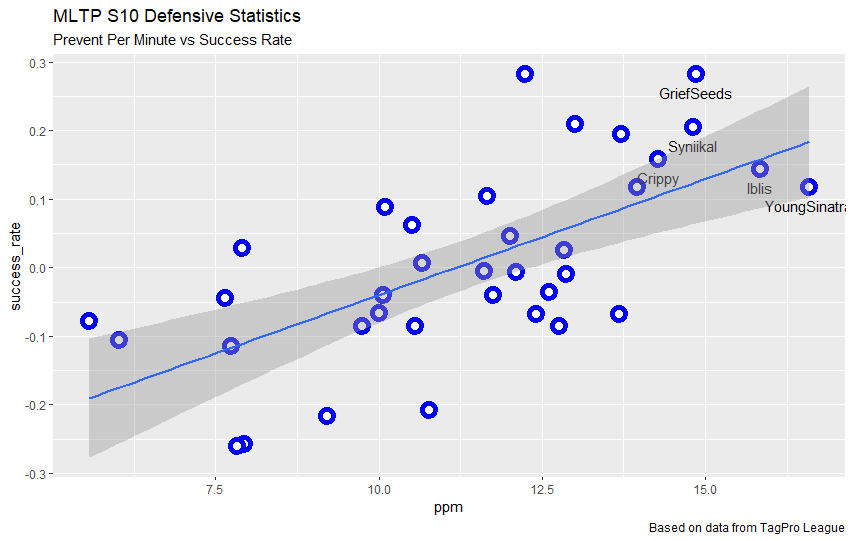 MLTP S10 Defensive Statistics
Prevent Per Minute vs Success Rate
0.3
0.2
0.1
0.0
-0.1
-0.2
-0.3
success_rate
GriefSeeds
Syniikal
Crippy
Iblis
YoungSinatra
7.5
10.0
12.5
15.0
ppm
Based on data from TagPro League